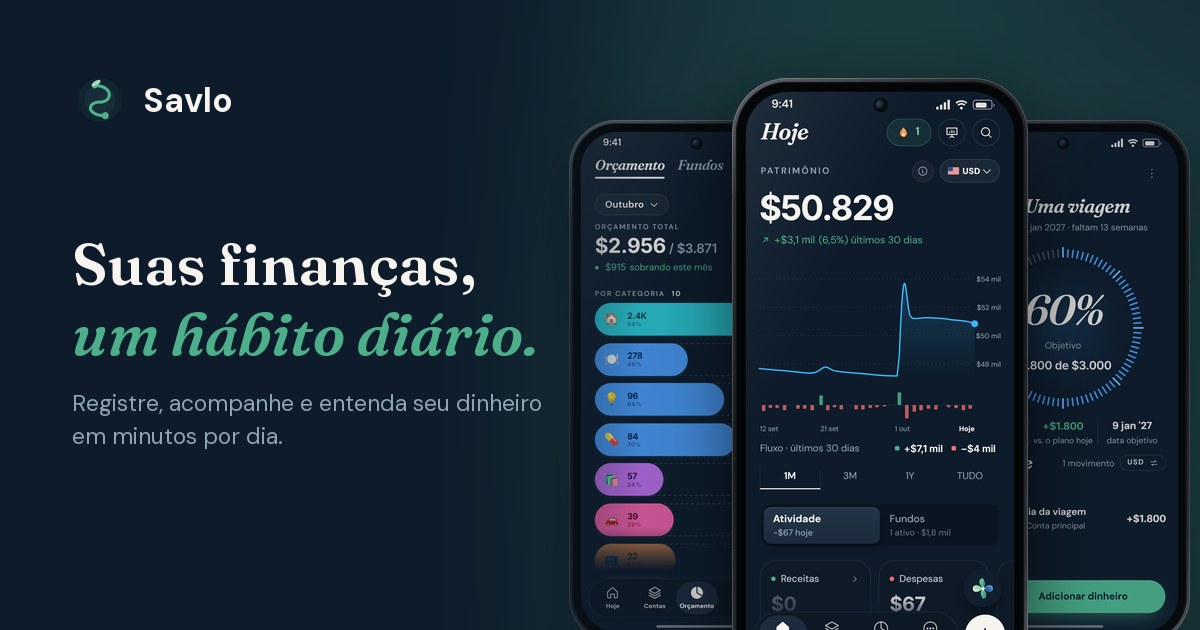 Savlo
Suas finanças,
um hábito diário.
Registre, acompanhe e entenda seu dinheiro
em minutos por dia.
9:41
Orçamento Fundos
Outubro
ORÇAMENTO TOTAL
$2.956 / $3.871
$915 sobrando este mês
POR CATEGORIA 10
2.4K
94%
278
46%
96
64%
84
70%
57
34%
39
39%
22
Hoje Contas Orçamento
9:41
Hoje
1
PATRIMÔNIO
USD
$50.829
+$3,1 mil (6,5%) últimos 30 dias
$54 mil
$52 mil
$50 mil
$48 mil
12 set 21 set 1 out Hoje
Fluxo · últimos 30 dias +$7,1 mil −$4 mil
1M 3M 1Y TUDO
Atividade
-$67 hoje
Fundos
1 ativo · $1,8 mil
Receitas
$0
Despesas
$67
Uma viagem
jan 2027 · faltam 13 semanas
60%
Objetivo
.800 de $3.000
+$1.800
vs. o plano hoje
9 jan '27
data objetivo
1 movimento USD
ia da viagem
Conta principal
+$1.800
Adicionar dinheiro